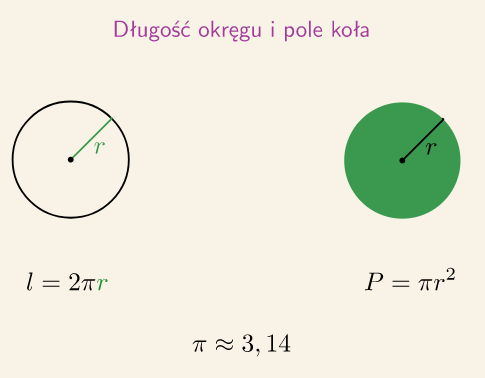 Długość okręgu i pole koła
r
r
l = 2πr
P = πr²
π ≈ 3, 14